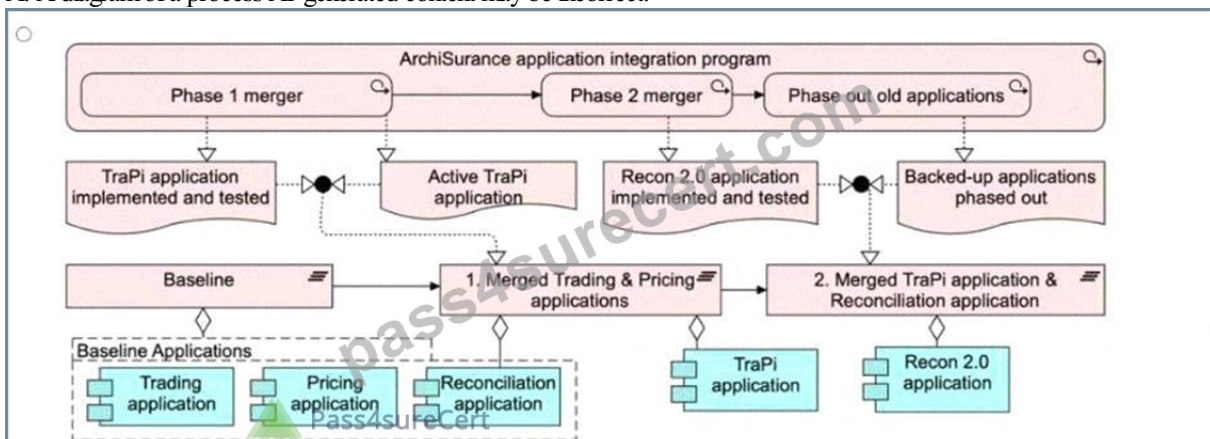 ArchiSurance application integration program
Phase 1 merger
Phase 2 merger
Phase out old applications
TraPi application
implemented and tested
Active TraPi
application
Recon 2.0 application
implemented and tested
Backed-up applications
phased out
Baseline
1. Merged Trading & Pricing
applications
2. Merged TraPi application &
Reconciliation application
Baseline Applications
Trading
application
Pricing
application
Reconciliation
application
TraPi
application
Recon 2.0
application
pass4surecert.com
Pass4sureCert